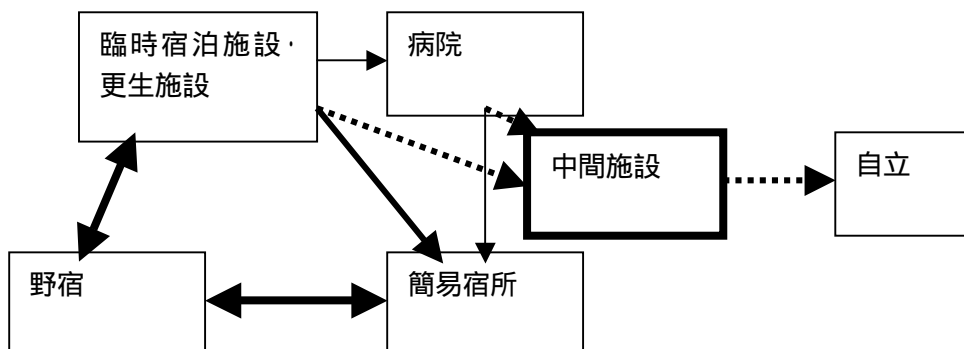 臨時宿泊施設・
更生施設
病院
中間施設
自立
野宿
簡易宿所